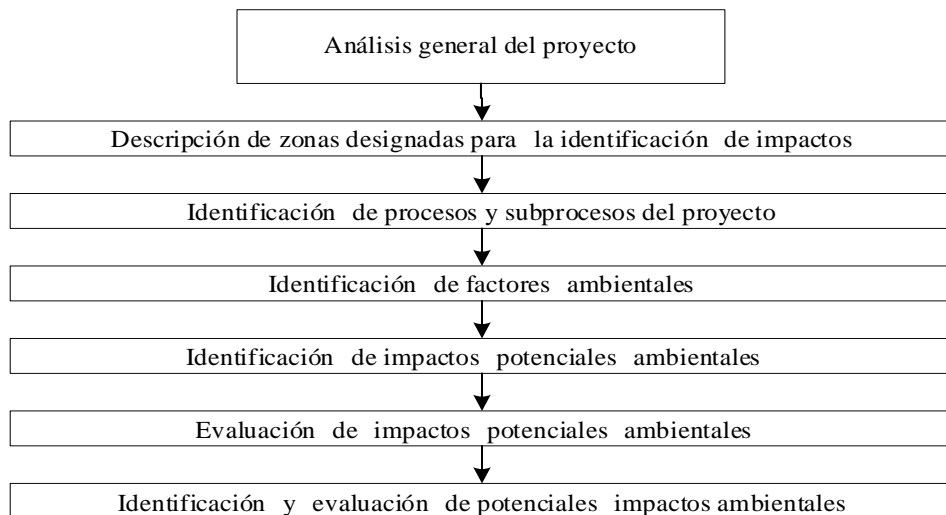 Análisis general del proyecto
Descripción de zonas designadas para la identificación de impactos
Identificación de procesos y subprocesos del proyecto
Identificación de factores ambientales
Identificación de impactos potenciales ambientales
Evaluación de impactos potenciales ambientales
Identificación y evaluación de potenciales impactos ambientales